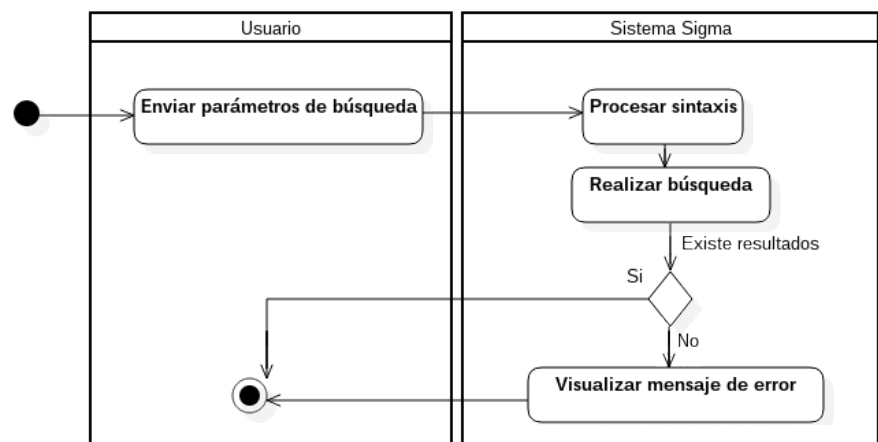 Usuario
Sistema Sigma
Enviar parámetros de búsqueda
Procesar sintaxis
Realizar búsqueda
Existe resultados
Si
No
Visualizar mensaje de error